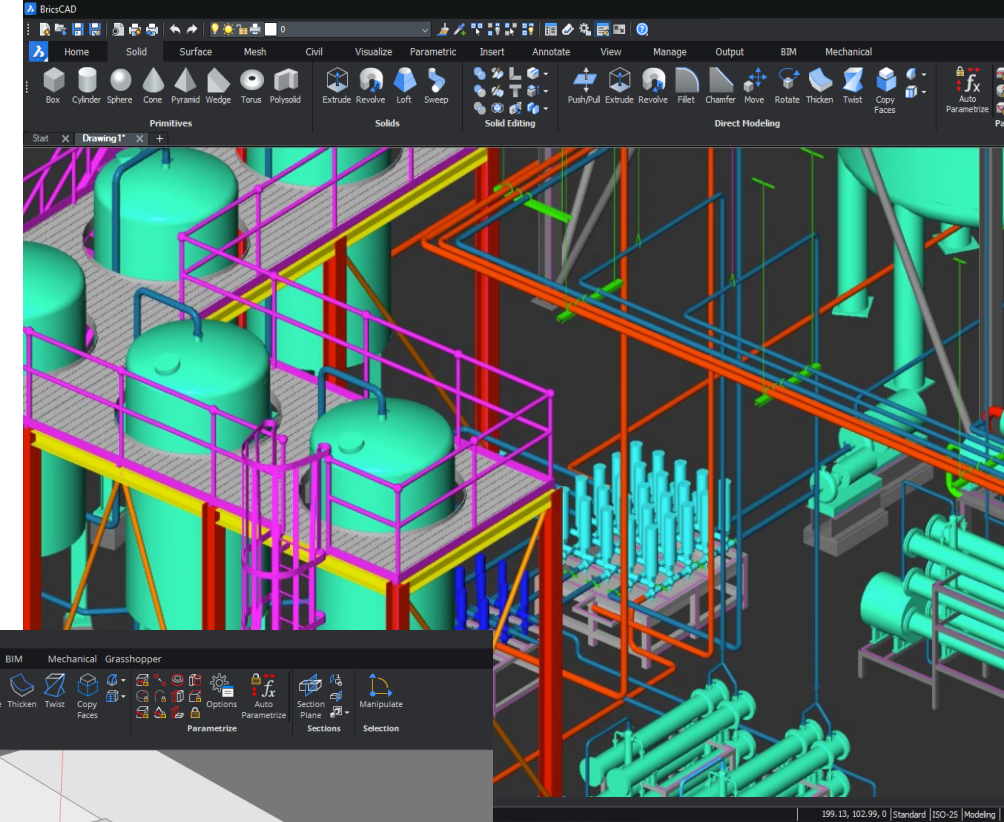 BricsCAD
0
Home Solid Surface Mesh Civil Visualize Parametric Insert Annotate View Manage Output BIM Mechanical
Box Cylinder Sphere Cone Pyramid Wedge Torus Polysolid Extrude Revolve Loft Sweep Push/Pull Extrude Revolve Fillet Chamfer Move Rotate Thicken Twist Copy Faces Auto Parametrize
Primitives Solids Solid Editing Direct Modeling Pa
Start Drawing1*
BIM Mechanical Grasshopper
Thicken Twist Copy Faces Options Auto Parametrize Section Plane Manipulate
Parametrize Sections Selection
199.13, 102.99, 0 Standard ISO-25 Modeling